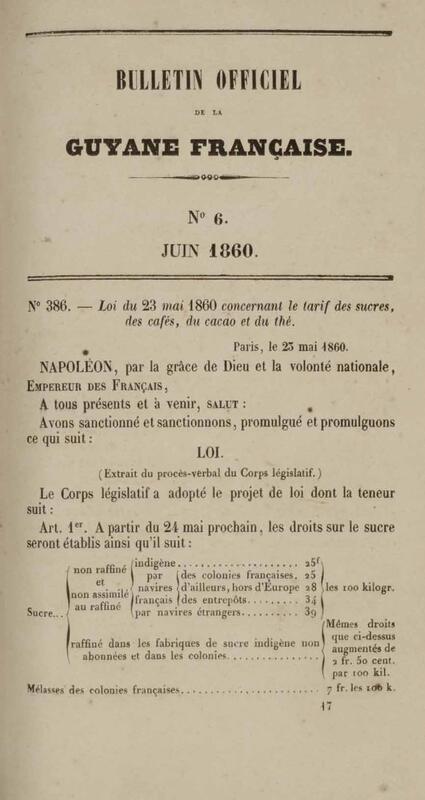 BULLETIN OFFICIEL
DE LA
GUYANE FRANÇAISE.
N° 6.
JUIN 1860.
N° 386. — Loi du 23 mai 1860 concernant le tarif des sucres,
des cafés, du cacao et du thé.
Paris, le 23 mai 1860.
NAPOLÉON, par la grâce de Dieu et la volonté nationale,
EMPEREUR DES FRANÇAIS,
A tous présents et à venir, SALUT :
Avons sanctionné et sanctionnons, promulgué et promulguons
ce qui suit :
LOI.
(Extrait du procès-verbal du Corps législatif.)
Le Corps législatif a adopté le projet de loi dont la teneur
suit :
Art. 1er. A partir du 24 mai prochain, les droits sur le sucre
seront établis ainsi qu'il suit :
Sucre...
non raffiné
et
non assimilé
au raffiné
indigène.................... 25f
par
navires
français
des colonies françaises. 25
d'ailleurs, hors d'Europe 28
des entrepôts......... 34
par navires étrangers......... 39
les 100 kilogr.
raffiné dans les fabriques de sucre indigène non
abonnées et dans les colonies.................
Mêmes droits
que ci-dessus
augmentés de
2 fr. 50 cent.
par 100 kil.
Mélasses des colonies françaises........................ 7 fr. les 100 k.
17